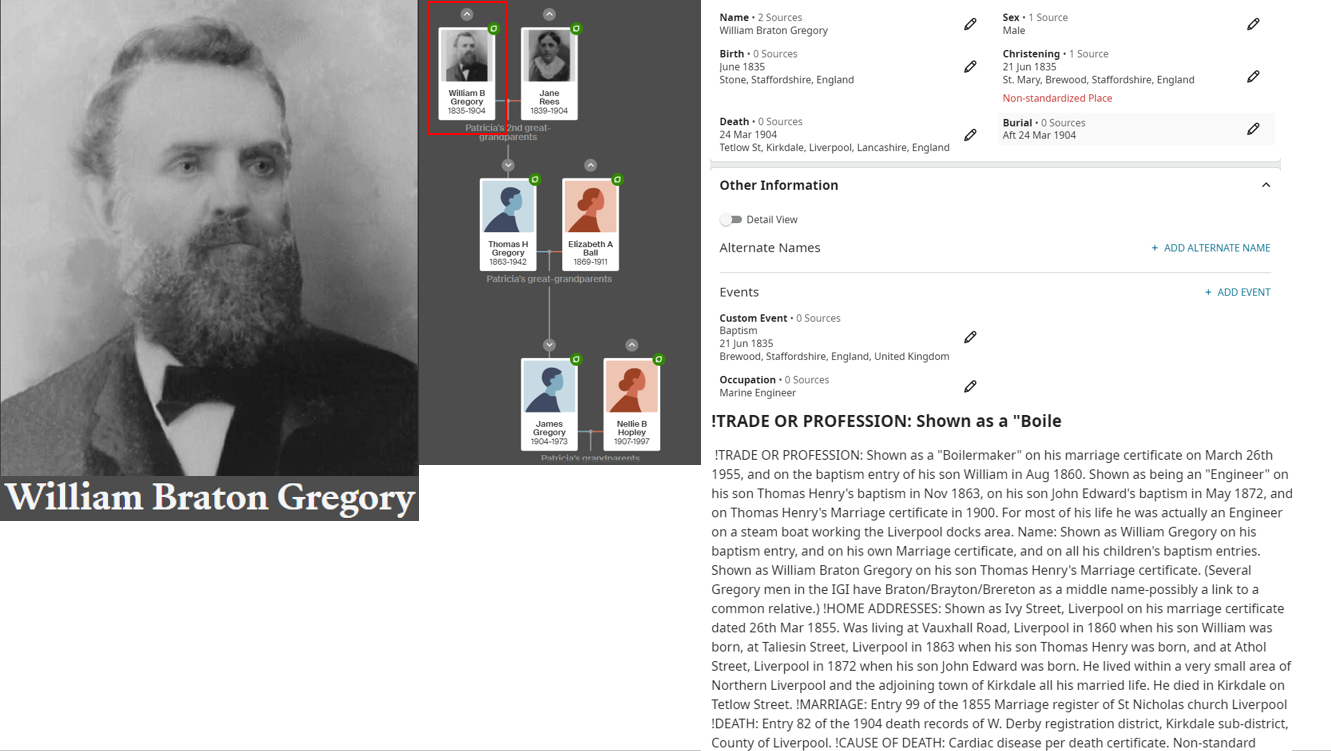 William Braton Gregory
William B
Gregory
1835-1904
Jane
Rees
1839-1904
Patricia's 2nd great-
grandparents
Thomas H
Gregory
1863-1942
Elizabeth A
Ball
1869-1911
Patricia's great-grandparents
James
Gregory
1904-1973
Nellie B
Hopley
1907-1997
Patricia's grandparents
Name • 2 Sources
William Braton Gregory
Sex • 1 Source
Male
Birth • 0 Sources
June 1835
Stone, Staffordshire, England
Christening • 1 Source
21 Jun 1835
St. Mary, Brewood, Staffordshire, England
Non-standardized Place
Death • 0 Sources
24 Mar 1904
Tetlow St, Kirkdale, Liverpool, Lancashire, England
Burial • 0 Sources
Aft 24 Mar 1904
Other Information
Detail View
Alternate Names
+ ADD ALTERNATE NAME
Events
+ ADD EVENT
Custom Event • 0 Sources
Baptism
21 Jun 1835
Brewood, Staffordshire, England, United Kingdom
Occupation • 0 Sources
Marine Engineer
!TRADE OR PROFESSION: Shown as a "Boile
!TRADE OR PROFESSION: Shown as a "Boilermaker" on his marriage certificate on March 26th
1955, and on the baptism entry of his son William in Aug 1860. Shown as being an "Engineer" on
his son Thomas Henry's baptism in Nov 1863, on his son John Edward's baptism in May 1872, and
on Thomas Henry's Marriage certificate in 1900. For most of his life he was actually an Engineer
on a steam boat working the Liverpool docks area. Name: Shown as William Gregory on his
baptism entry, and on his own Marriage certificate, and on all his children's baptism entries.
Shown as William Braton Gregory on his son Thomas Henry's Marriage certificate. (Several
Gregory men in the IGI have Braton/Brayton/Brereton as a middle name-possibly a link to a
common relative.) !HOME ADDRESSES: Shown as Ivy Street, Liverpool on his marriage certificate
dated 26th Mar 1855. Was living at Vauxhall Road, Liverpool in 1860 when his son William was
born, at Taliesin Street, Liverpool in 1863 when his son Thomas Henry was born, and at Athol
Street, Liverpool in 1872 when his son John Edward was born. He lived within a very small area of
Northern Liverpool and the adjoining town of Kirkdale all his married life. He died in Kirkdale on
Tetlow Street. !MARRIAGE: Entry 99 of the 1855 Marriage register of St Nicholas church Liverpool
!DEATH: Entry 82 of the 1904 death records of W. Derby registration district, Kirkdale sub-district,
County of Liverpool. !CAUSE OF DEATH: Cardiac disease per death certificate. Non-standard